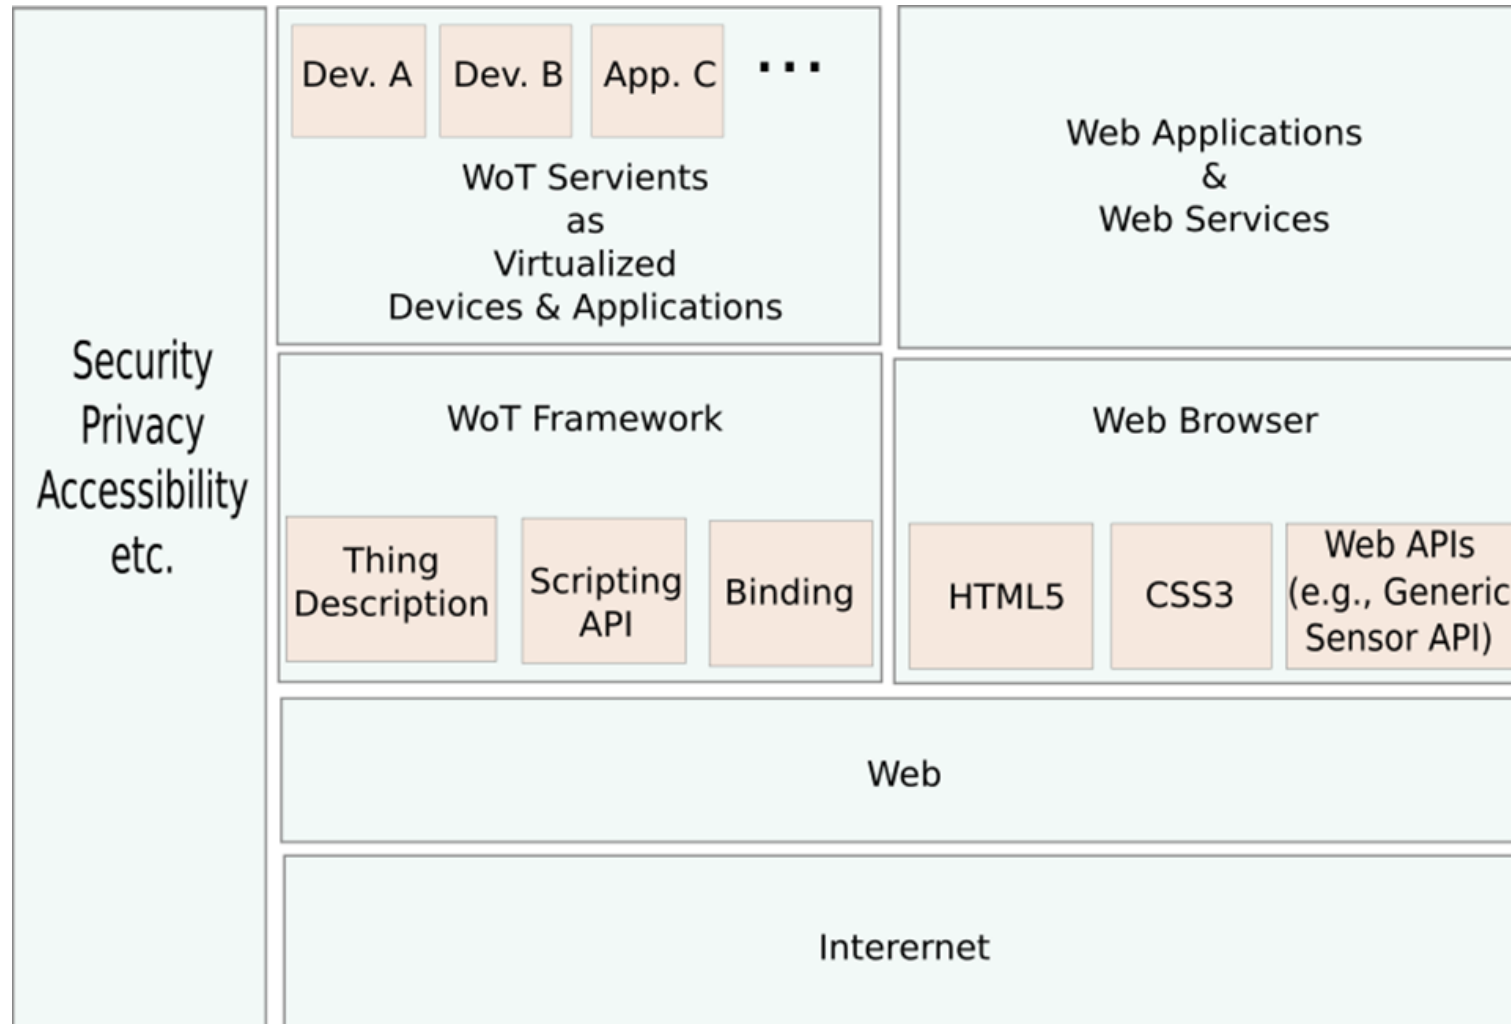 Security
Privacy
Accessibility
etc.
Dev. A
Dev. B
App. C
...
WoT Servients
as
Virtualized
Devices & Applications
Web Applications
&
Web Services
WoT Framework
Thing
Description
Scripting
API
Binding
Web Browser
HTML5
CSS3
Web APIs
(e.g., Generic
Sensor API)
Web
Interernet